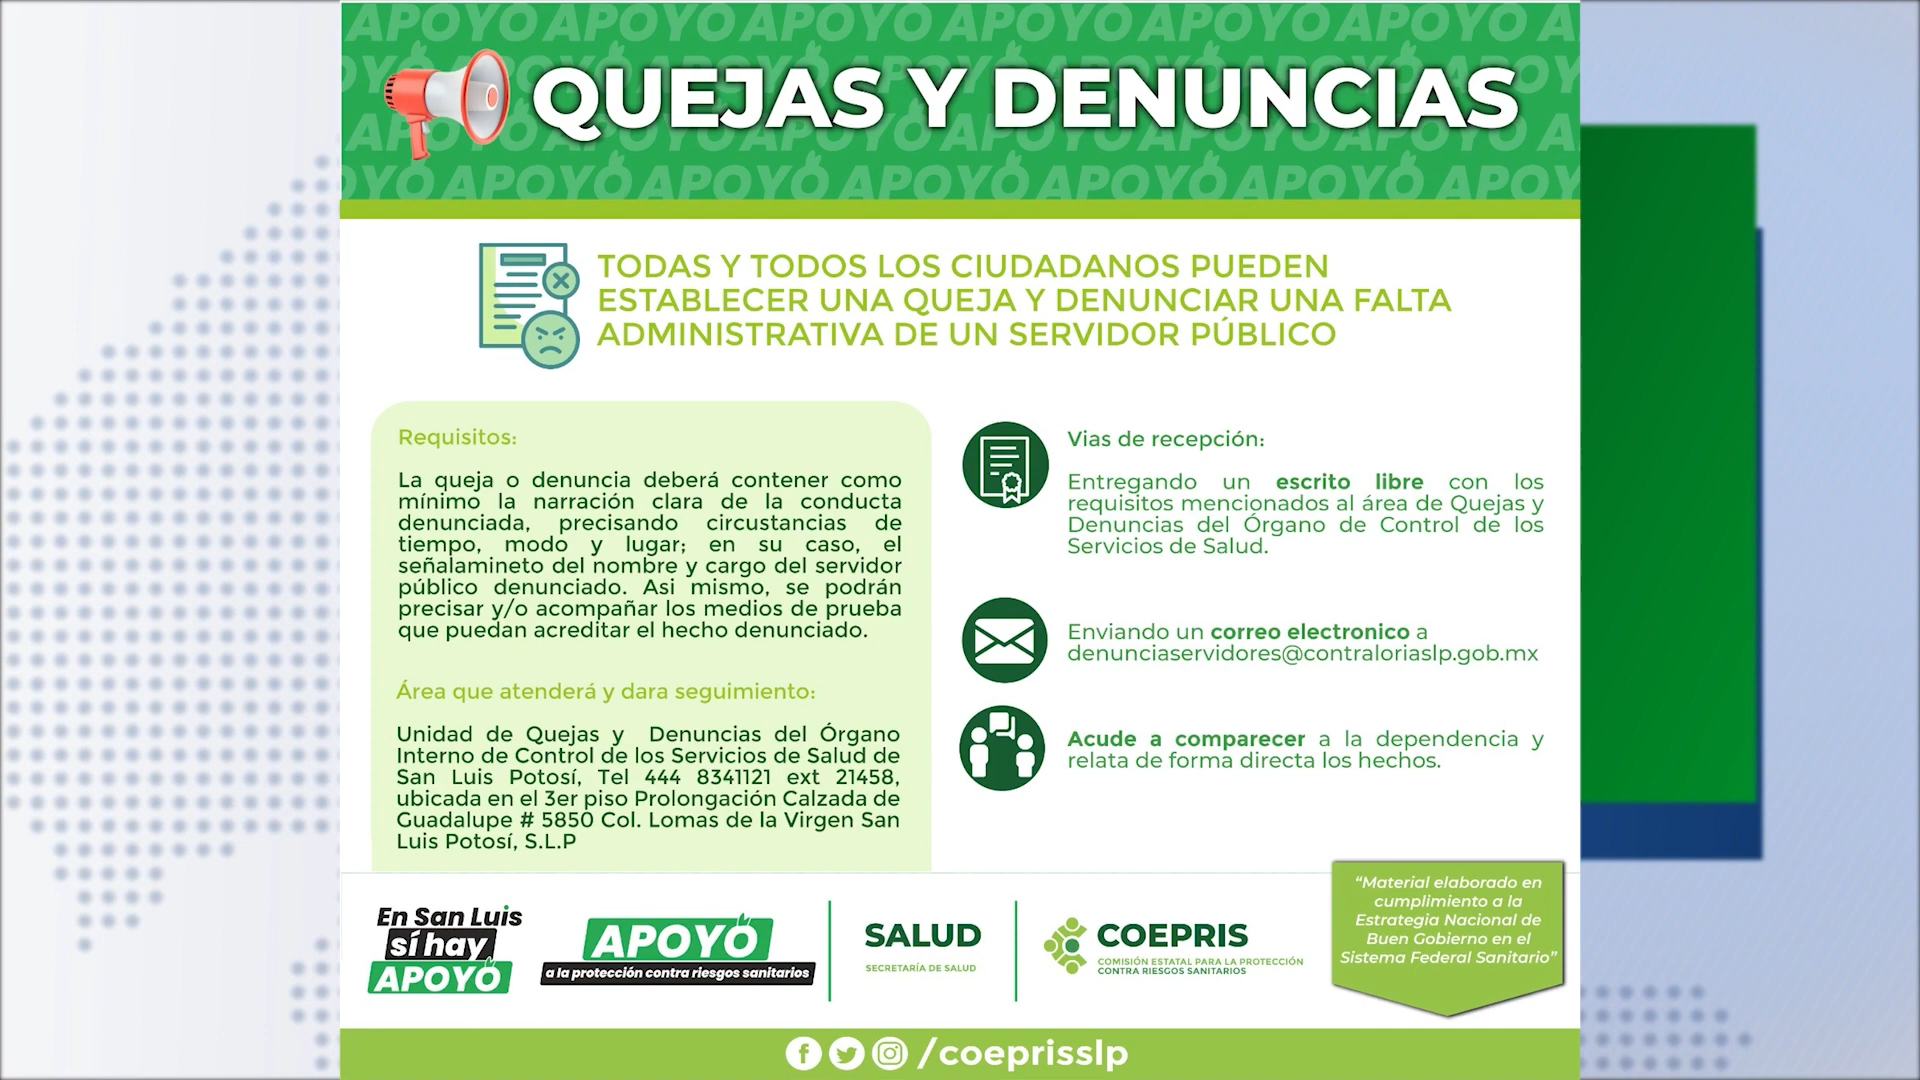 QUEJAS Y DENUNCIAS
TODAS Y TODOS LOS CIUDADANOS PUEDEN
ESTABLECER UNA QUEJA Y DENUNCIAR UNA FALTA
ADMINISTRATIVA DE UN SERVIDOR PÚBLICO
Requisitos:
La queja o denuncia deberá contener como
mínimo la narración clara de la conducta
denunciada, precisando circustancias de
tiempo, modo y lugar; en su caso, el
señalamineto del nombre y cargo del servidor
público denunciado. Asi mismo, se podrán
precisar y/o acompañar los medios de prueba
que puedan acreditar el hecho denunciado.
Área que atenderá y dara seguimiento:
Unidad de Quejas y Denuncias del Órgano
Interno de Control de los Servicios de Salud de
San Luis Potosí, Tel 444 8341121 ext 21458,
ubicada en el 3er piso Prolongación Calzada de
Guadalupe # 5850 Col. Lomas de la Virgen San
Luis Potosí, S.L.P
Vias de recepción:
Entregando un escrito libre con los
requisitos mencionados al área de Quejas y
Denuncias del Órgano de Control de los
Servicios de Salud.
Enviando un correo electronico a
denunciaservidores@contraloriaslp.gob.mx
Acude a comparecer a la dependencia y
relata de forma directa los hechos.
En San Luis
sí hay
APOYO
APOYO
a la protección contra riesgos sanitarios
SALUD
SECRETARÍA DE SALUD
COEPRIS
COMISIÓN ESTATAL PARA LA PROTECCIÓN
CONTRA RIESGOS SANITARIOS
“Material elaborado en
cumplimiento a la
Estrategia Nacional de
Buen Gobierno en el
Sistema Federal Sanitario”
/coeprisslp